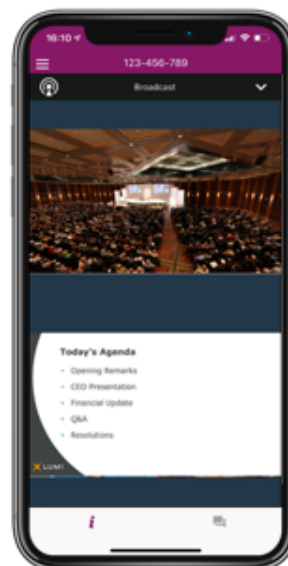 16:10
123-456-789
Broadcast
Today's Agenda
Opening Remarks
CEO Presentation
Financial Update
Q&A
Resolutions
LUMI
i